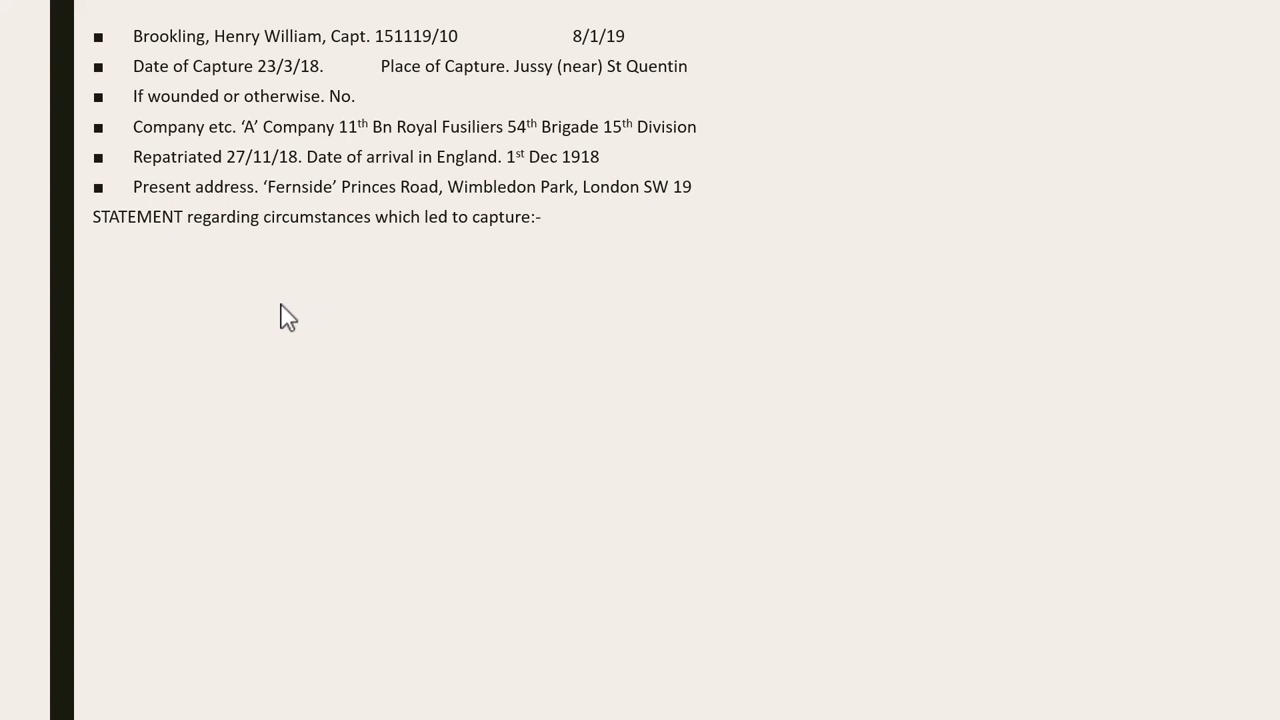 ■ Brookling, Henry William, Capt. 151119/10 8/1/19
■ Date of Capture 23/3/18. Place of Capture. Jussy (near) St Quentin
■ If wounded or otherwise. No.
■ Company etc. ‘A’ Company 11th Bn Royal Fusiliers 54th Brigade 15th Division
■ Repatriated 27/11/18. Date of arrival in England. 1st Dec 1918
■ Present address. ‘Fernside’ Princes Road, Wimbledon Park, London SW 19
STATEMENT regarding circumstances which led to capture:-